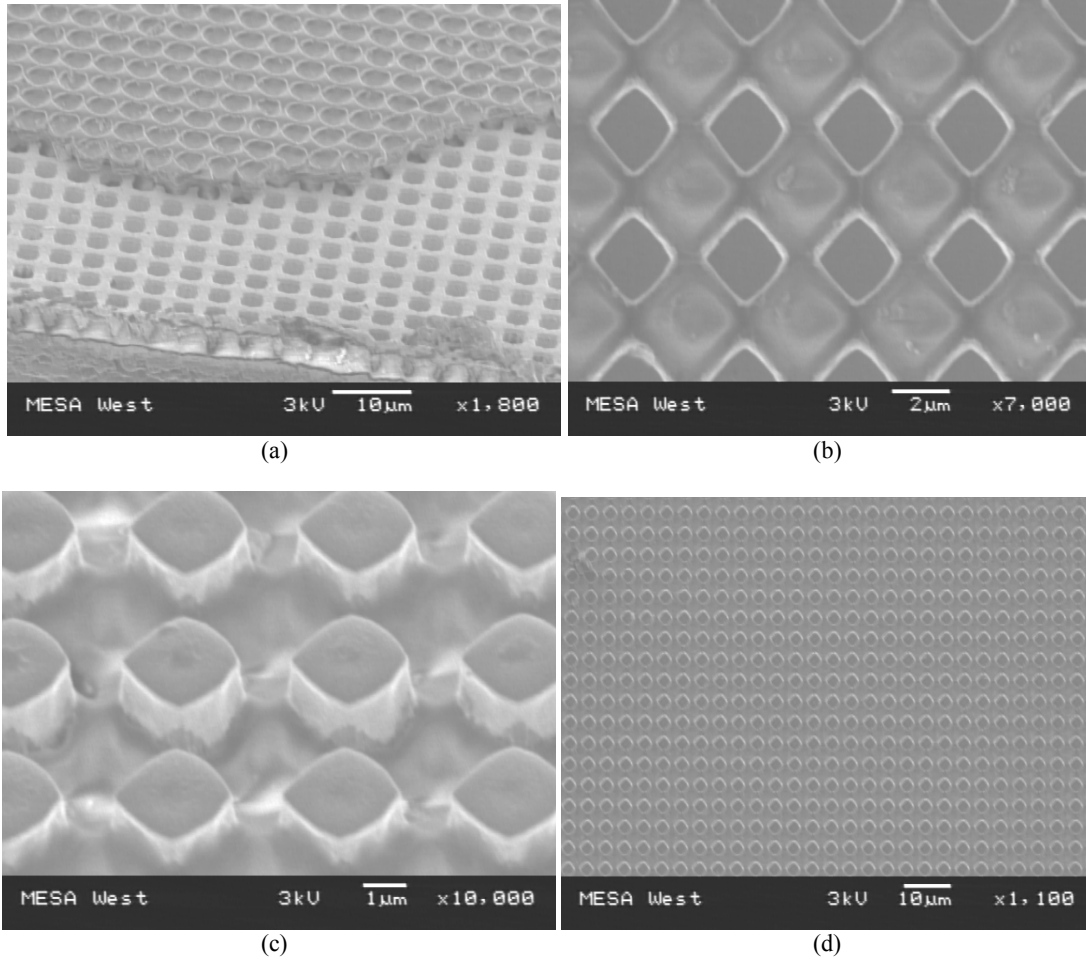 MESA West 3kV 10µm x1,800
(a)
MESA West 3kV 2µm x7,000
(b)
MESA West 3kV 1µm x10,000
(c)
MESA West 3kV 10µm x1,100
(d)